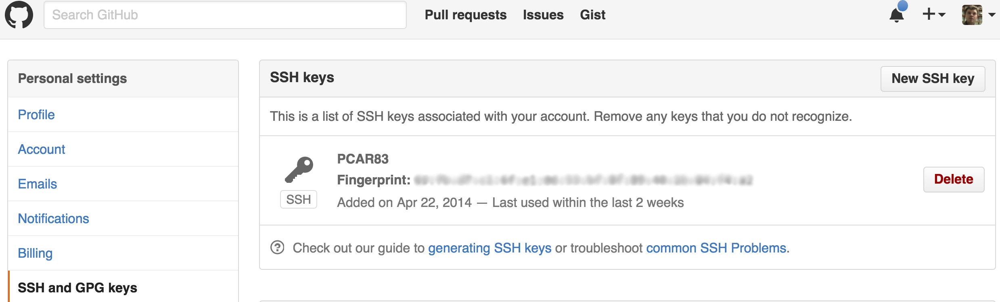 Search GitHub
Pull requests
Issues
Gist
Personal settings
Profile
Account
Emails
Notifications
Billing
SSH and GPG keys
SSH keys
New SSH key
This is a list of SSH keys associated with your account. Remove any keys that you do not recognize.
SSH
PCAR83
Fingerprint:
Added on Apr 22, 2014 — Last used within the last 2 weeks
Delete
Check out our guide to generating SSH keys or troubleshoot common SSH Problems.